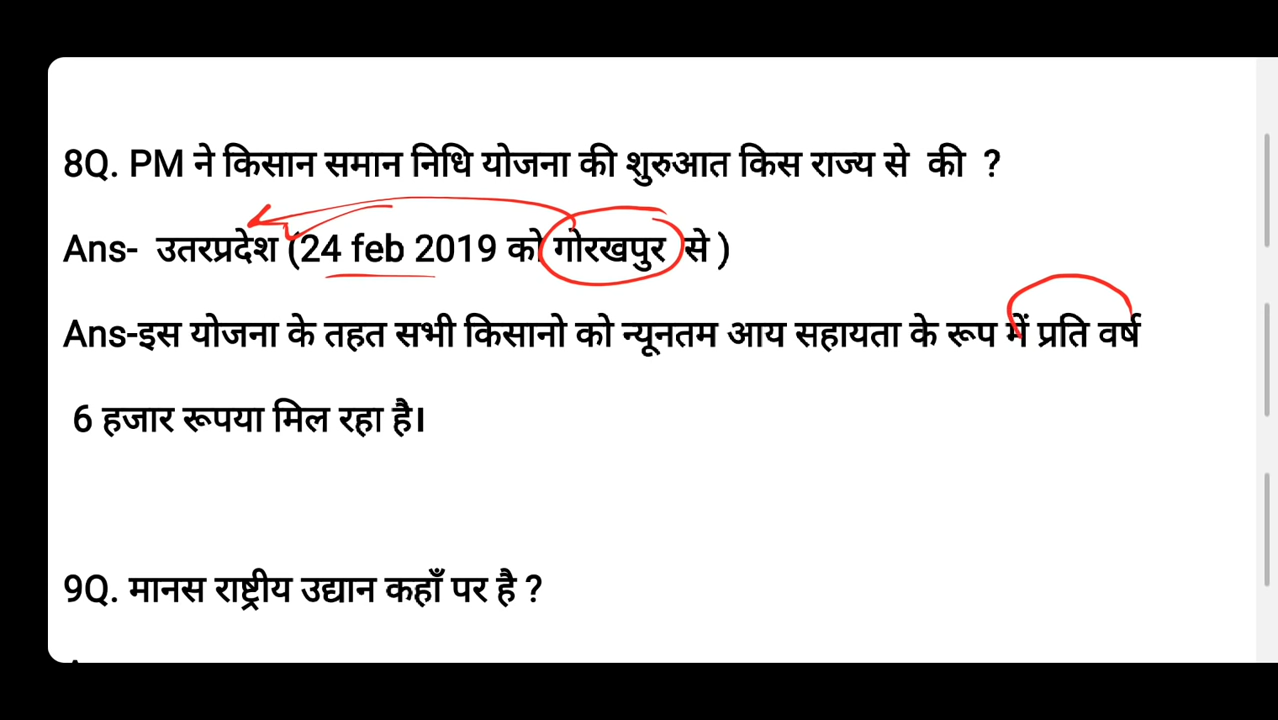 8Q. PM ने किसान समान निधि योजना की शुरुआत किस राज्य से की ?
Ans- उतरप्रदेश (24 feb 2019 को गोरखपुर से )
Ans-इस योजना के तहत सभी किसानो को न्यूनतम आय सहायता के रूप में प्रति वर्ष
6 हजार रूपया मिल रहा है।
9Q. मानस राष्ट्रीय उद्यान कहाँ पर है ?